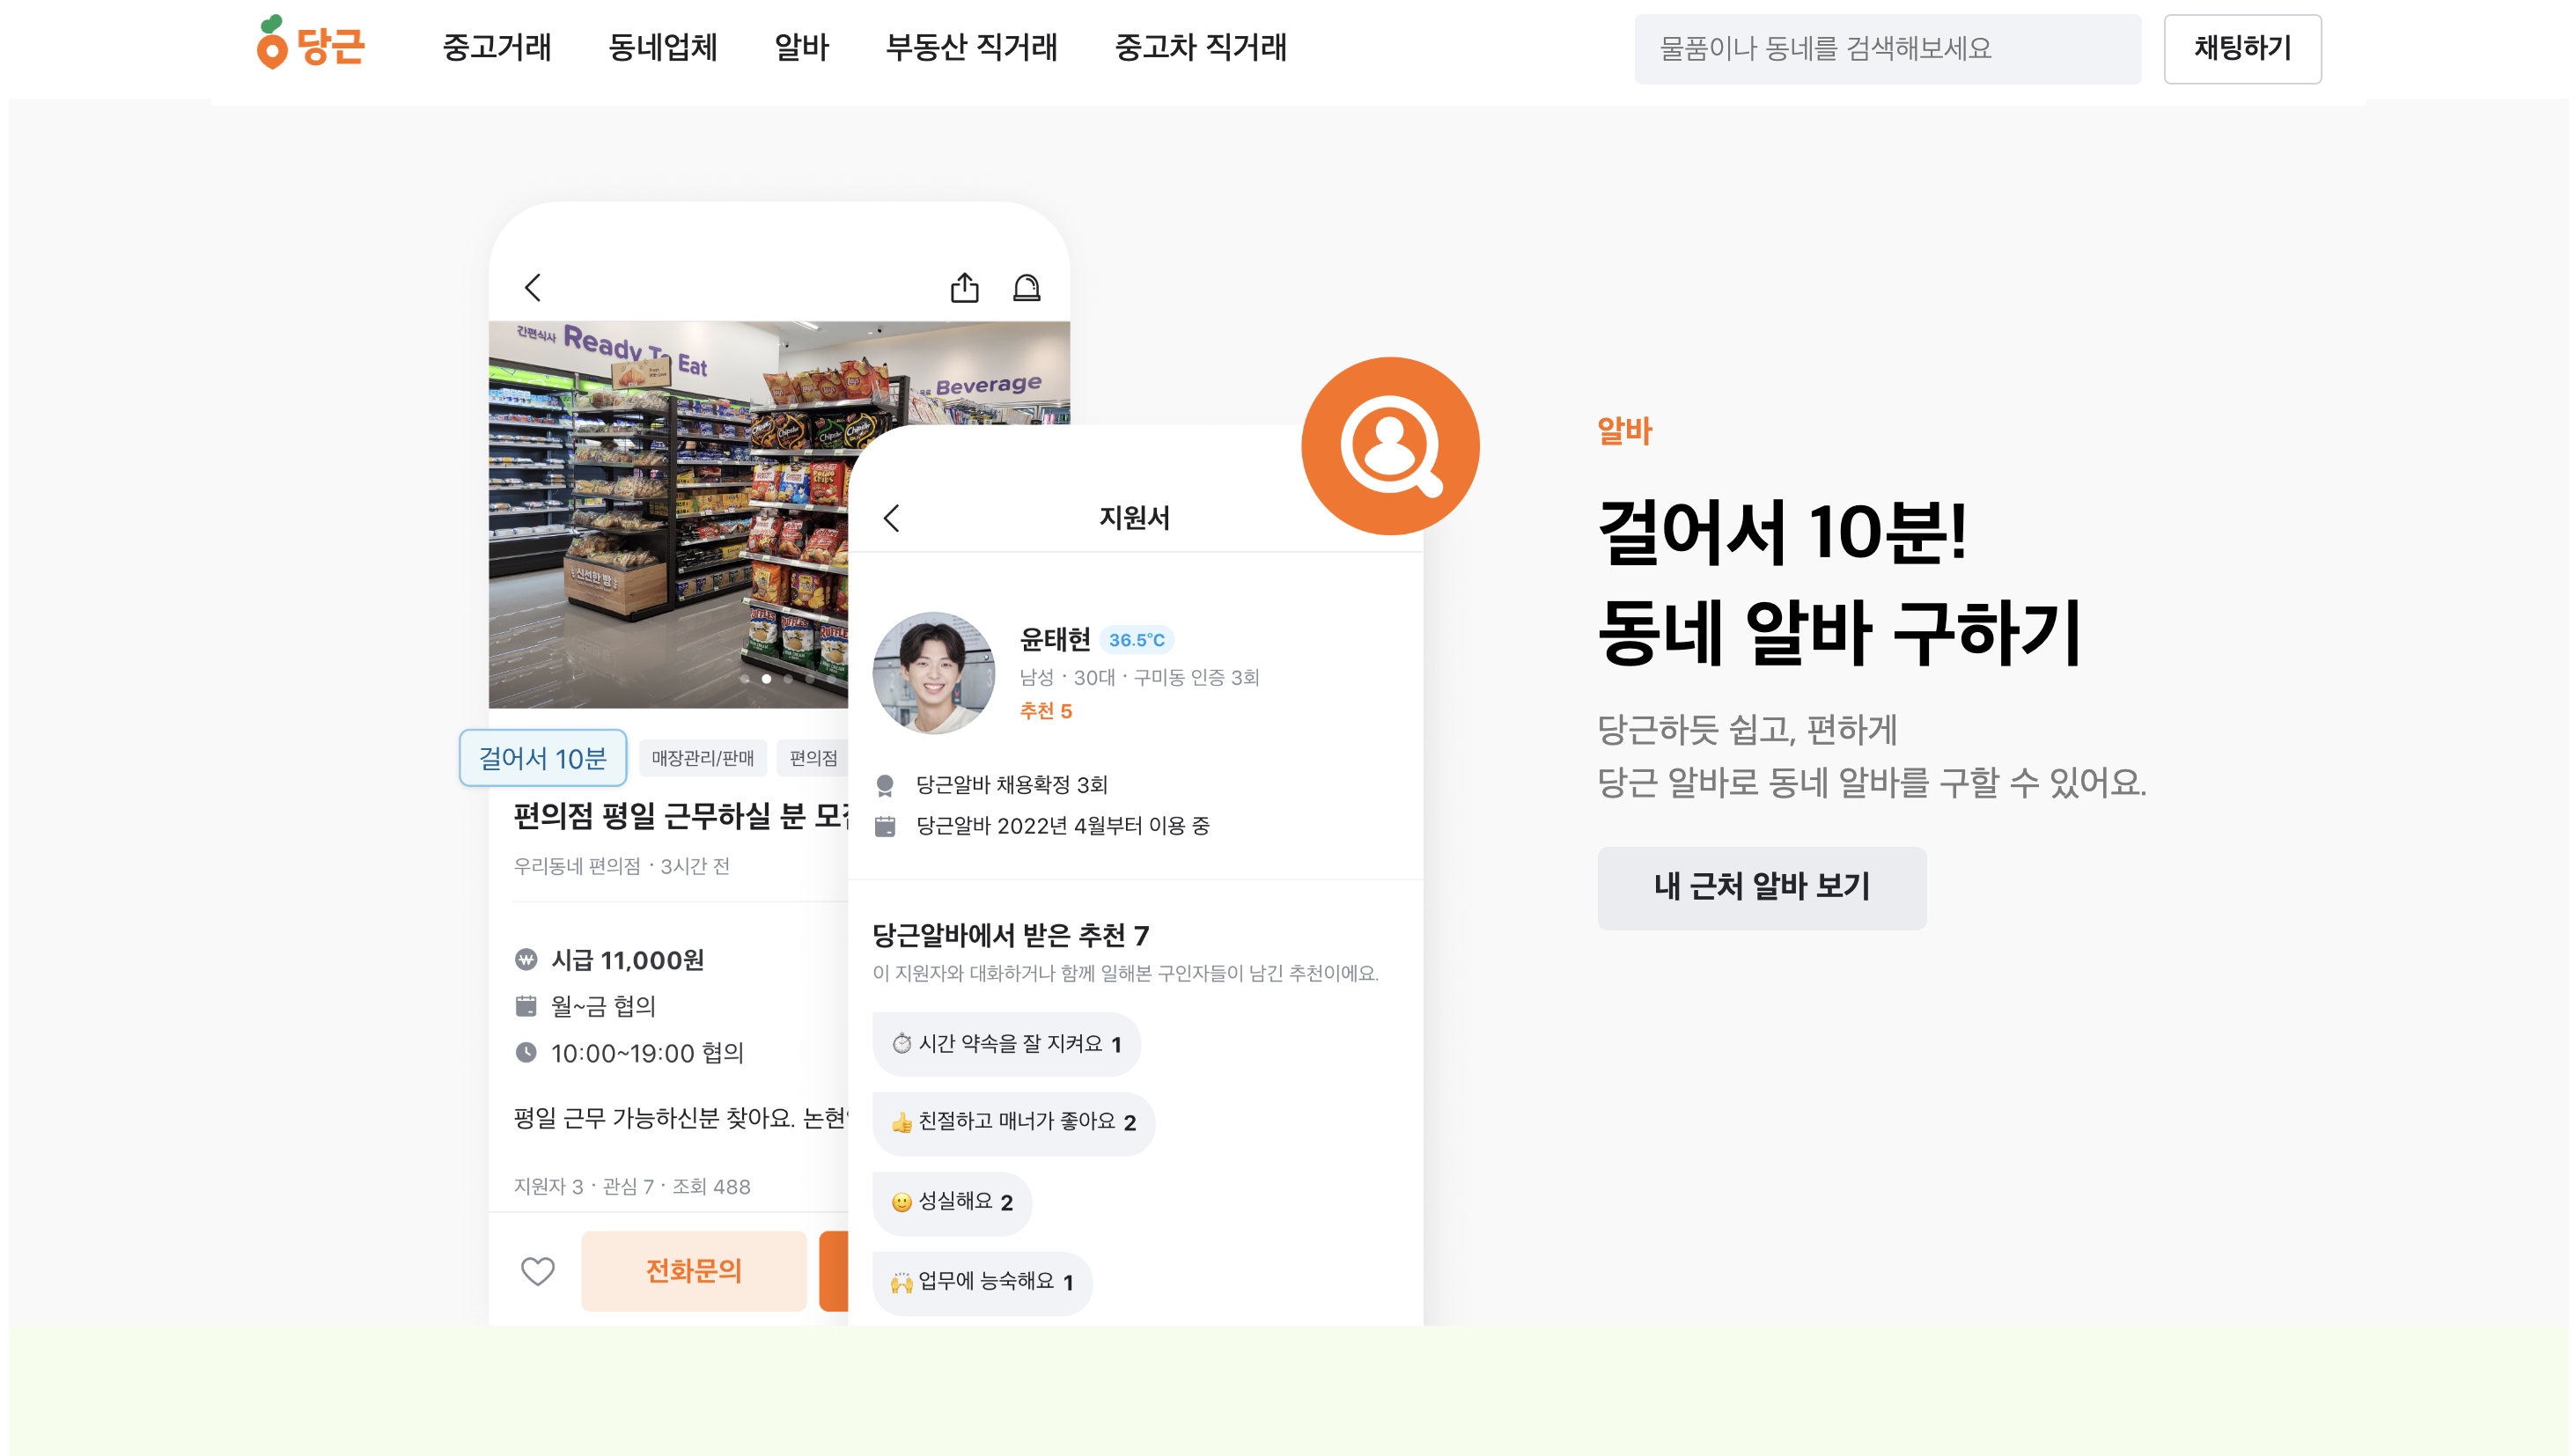 당근
중고거래
동네업체
알바
부동산 직거래
중고차 직거래
물품이나 동네를 검색해보세요
채팅하기
간편식사 Ready To Eat
Beverage
신선한 빵
걸어서 10분
매장관리/판매
편의점
편의점 평일 근무하실 분
우리동네 편의점 · 3시간 전
시급 11,000원
월~금 협의
10:00~19:00 협의
평일 근무 가능하신분 찾아요. 논현
지원자 3 · 관심 7 · 조회 488
전화문의
지원서
윤태현 36.5℃
남성 · 30대 · 구미동 인증 3회
추천 5
당근알바 채용확정 3회
당근알바 2022년 4월부터 이용 중
당근알바에서 받은 추천 7
이 지원자와 대화하거나 함께 일해본 구인자들이 남긴 추천이에요.
시간 약속을 잘 지켜요 1
친절하고 매너가 좋아요 2
성실해요 2
업무에 능숙해요 1
알바
걸어서 10분!
동네 알바 구하기
당근하듯 쉽고, 편하게
당근 알바로 동네 알바를 구할 수 있어요.
내 근처 알바 보기